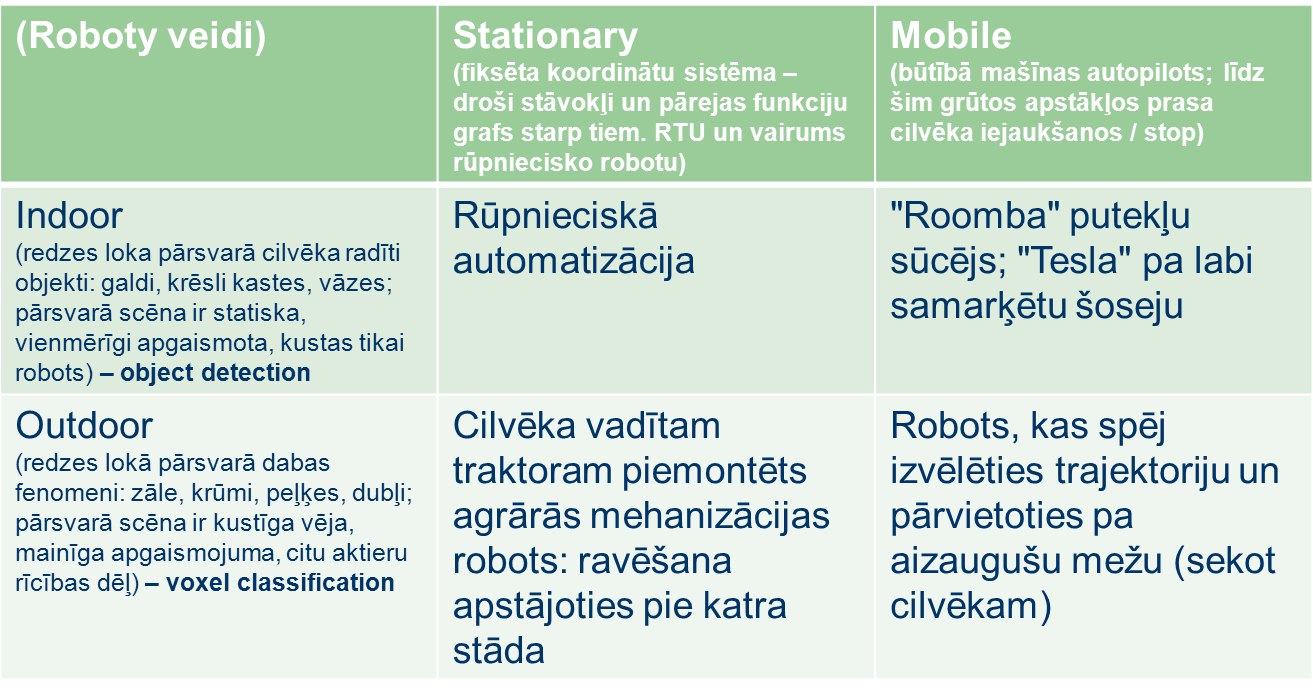 (Roboty veidi)
Stationary
(fiksēta koordinātu sistēma –
droši stāvokļi un pārejas funkciju
grafs starp tiem. RTU un vairums
rūpniecisko robotu)
Mobile
(būtībā mašīnas autopilots; līdz
šim grūtos apstākļos prasa
cilvēka iejaukšanos / stop)
Indoor
(redzes loka pārsvarā cilvēka radīti
objekti: galdi, krēsli kastes, vāzes;
pārsvarā scēna ir statiska,
vienmērīgi apgaismota, kustas tikai
robots) – object detection
Rūpnieciskā
automatizācija
"Roomba" putekļu
sūcējs; "Tesla" pa labi
samarķētu šoseju
Outdoor
(redzes lokā pārsvarā dabas
fenomeni: zāle, krūmi, peļķes, dubļi;
pārsvarā scēna ir kustīga vēja,
mainīga apgaismojuma, citu aktieru
rīcības dēļ) – voxel classification
Cilvēka vadītam
traktoram piemontēts
agrārās mehanizācijas
robots: ravēšana
apstājoties pie katra
stāda
Robots, kas spēj
izvēlēties trajektoriju un
pārvietoties pa
aizaugušu mežu (sekot
cilvēkam)